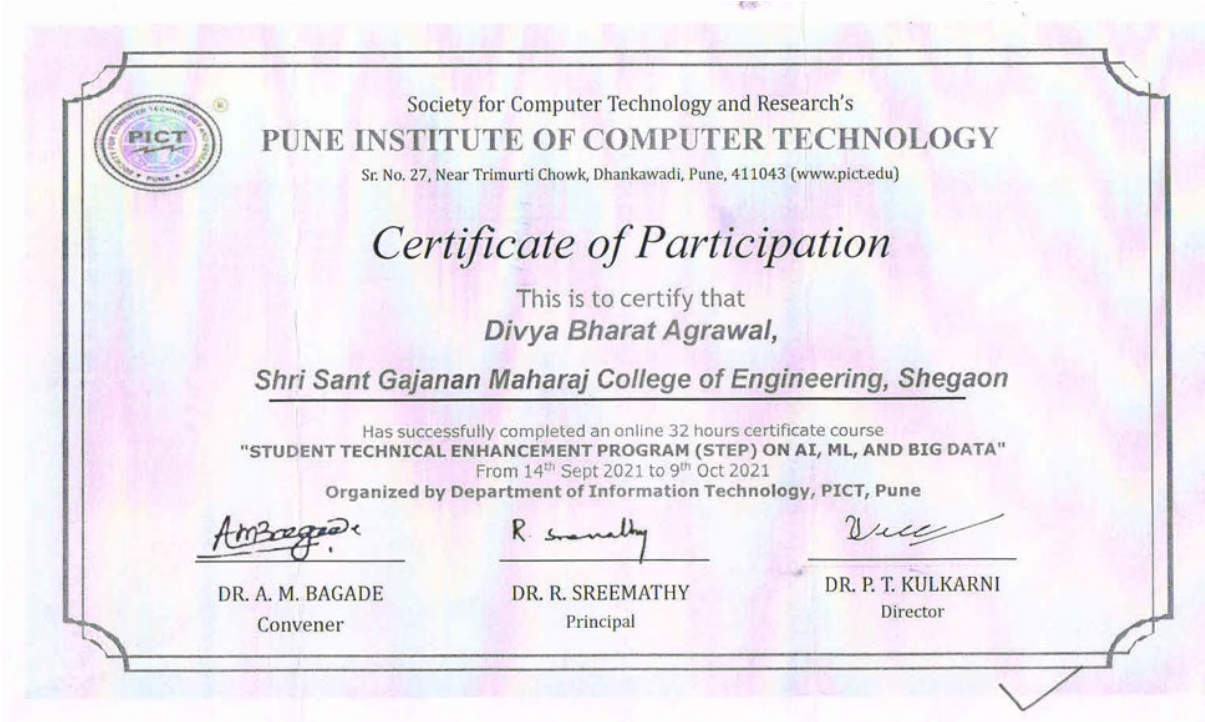 Society for Computer Technology and Research's
PUNE INSTITUTE OF COMPUTER TECHNOLOGY
Sr. No. 27, Near Trimurti Chowk, Dhankawadi, Pune, 411043 (www.pict.edu)
PICT
PUNE
Certificate of Participation
This is to certify that
Divya Bharat Agrawal,
Shri Sant Gajanan Maharaj College of Engineering, Shegaon
Has successfully completed an online 32 hours certificate course
"STUDENT TECHNICAL ENHANCEMENT PROGRAM (STEP) ON AI, ML, AND BIG DATA"
From 14th Sept 2021 to 9th Oct 2021
Organized by Department of Information Technology, PICT, Pune
DR. A. M. BAGADE
Convener
DR. R. SREEMATHY
Principal
DR. P. T. KULKARNI
Director